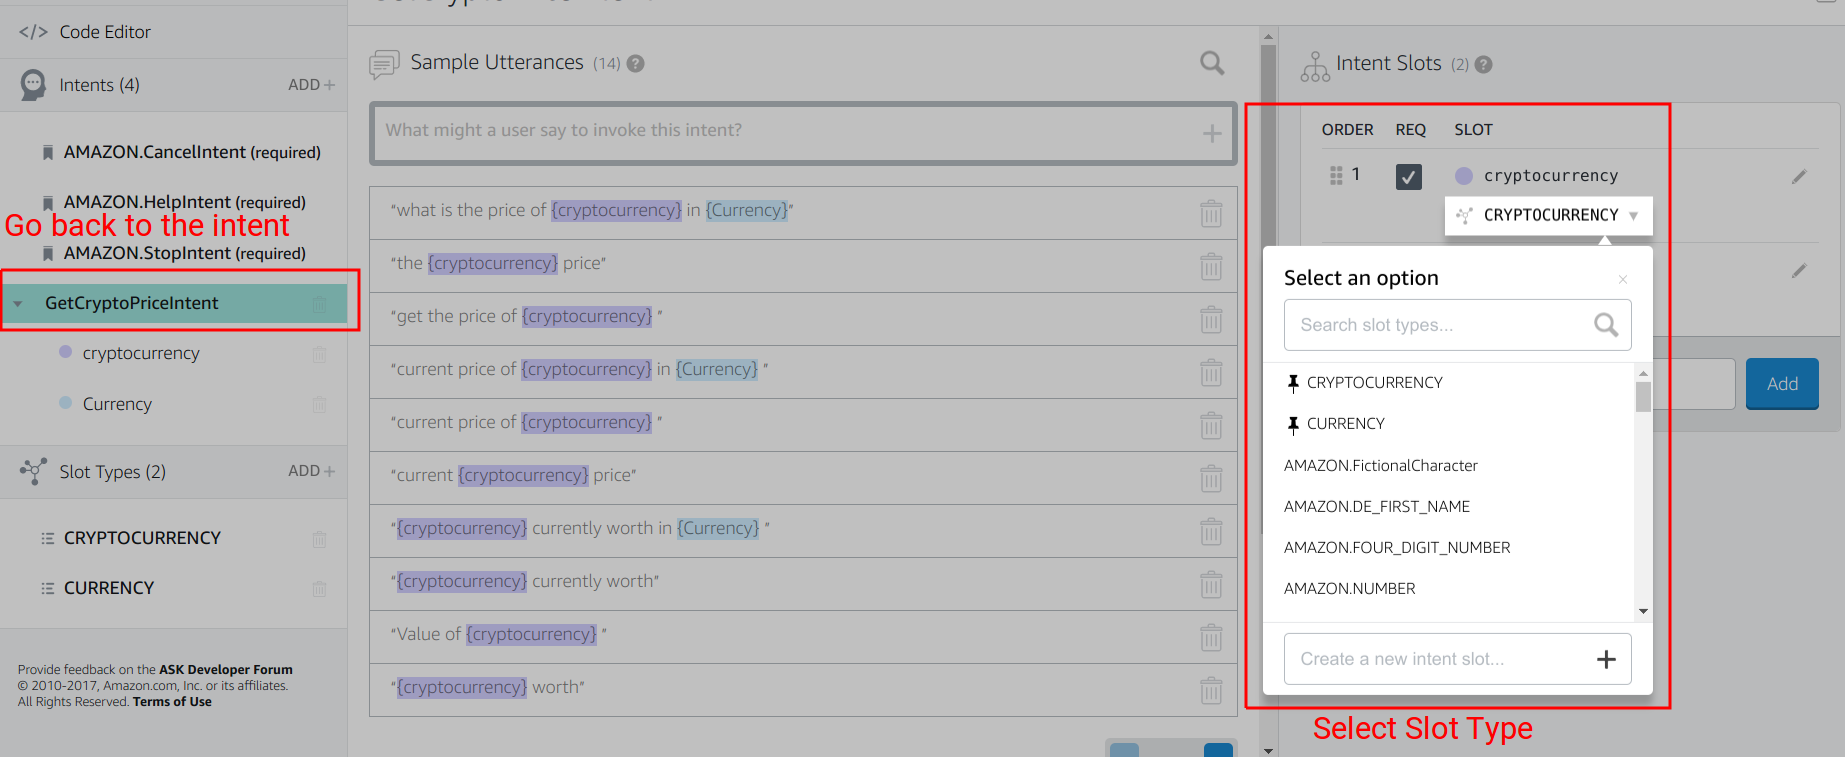 </> Code Editor
Intents (4) ADD+
AMAZON.CancelIntent (required)
AMAZON.HelpIntent (required)
Go back to the intent
AMAZON.StopIntent (required)
GetCryptoPriceIntent
cryptocurrency
Currency
Slot Types (2) ADD+
CRYPTOCURRENCY
CURRENCY
Provide feedback on the ASK Developer Forum
© 2010-2017, Amazon.com, Inc. or its affiliates.
All Rights Reserved. Terms of Use
Sample Utterances (14) ?
What might a user say to invoke this intent? +
“what is the price of {cryptocurrency} in {Currency}”
“the {cryptocurrency} price”
“get the price of {cryptocurrency} ”
“current price of {cryptocurrency} in {Currency} ”
“current price of {cryptocurrency} ”
“current {cryptocurrency} price”
“{cryptocurrency} currently worth in {Currency} ”
“{cryptocurrency} currently worth”
“Value of {cryptocurrency} ”
“{cryptocurrency} worth”
Intent Slots (2) ?
ORDER REQ SLOT
1 cryptocurrency
CRYPTOCURRENCY
Select an option ×
Search slot types...
CRYPTOCURRENCY
CURRENCY
AMAZON.FictionalCharacter
AMAZON.DE_FIRST_NAME
AMAZON.FOUR_DIGIT_NUMBER
AMAZON.NUMBER
Create a new intent slot... +
Add
Select Slot Type